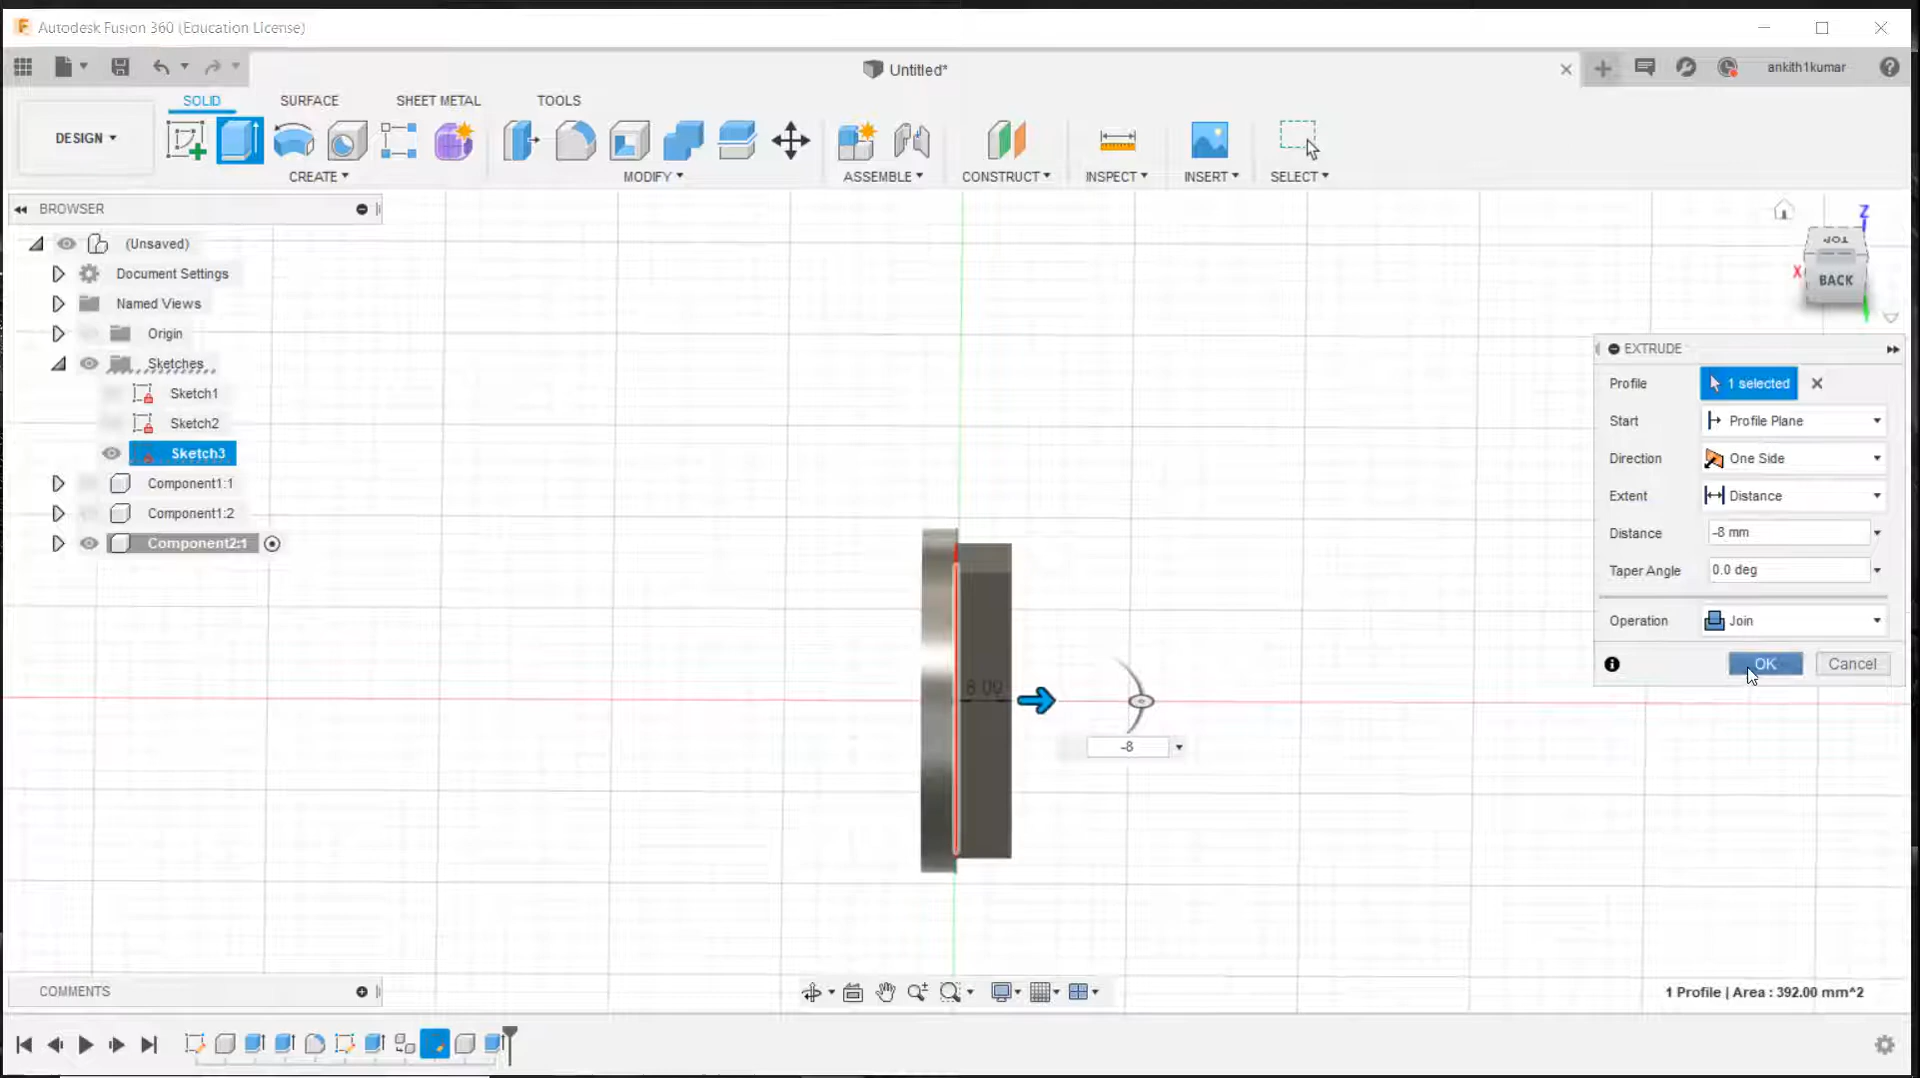 Autodesk Fusion 360 (Education License)
Untitled*
ankith1kumar
DESIGN
SOLID
SURFACE
SHEET METAL
TOOLS
CREATE
MODIFY
ASSEMBLE
CONSTRUCT
INSPECT
INSERT
SELECT
BROWSER
(Unsaved)
Document Settings
Named Views
Origin
Sketches
Sketch1
Sketch2
Sketch3
Component1:1
Component1:2
Component2:1
Z
TOP
X
BACK
EXTRUDE
Profile
1 selected
Start
Profile Plane
Direction
One Side
Extent
Distance
Distance
-8 mm
Taper Angle
0.0 deg
Operation
Join
OK
Cancel
8.00
-8
COMMENTS
1 Profile | Area : 392.00 mm^2